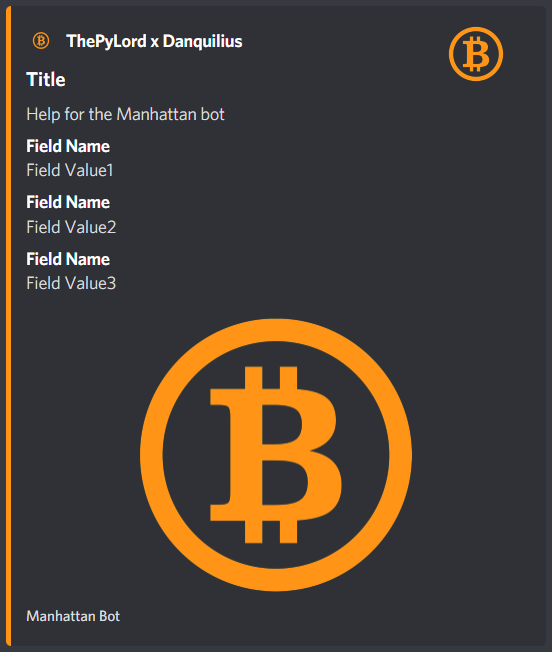 ThePyLord x Danquilius
Title
Help for the Manhattan bot
Field Name
Field Value1
Field Name
Field Value2
Field Name
Field Value3
Manhattan Bot